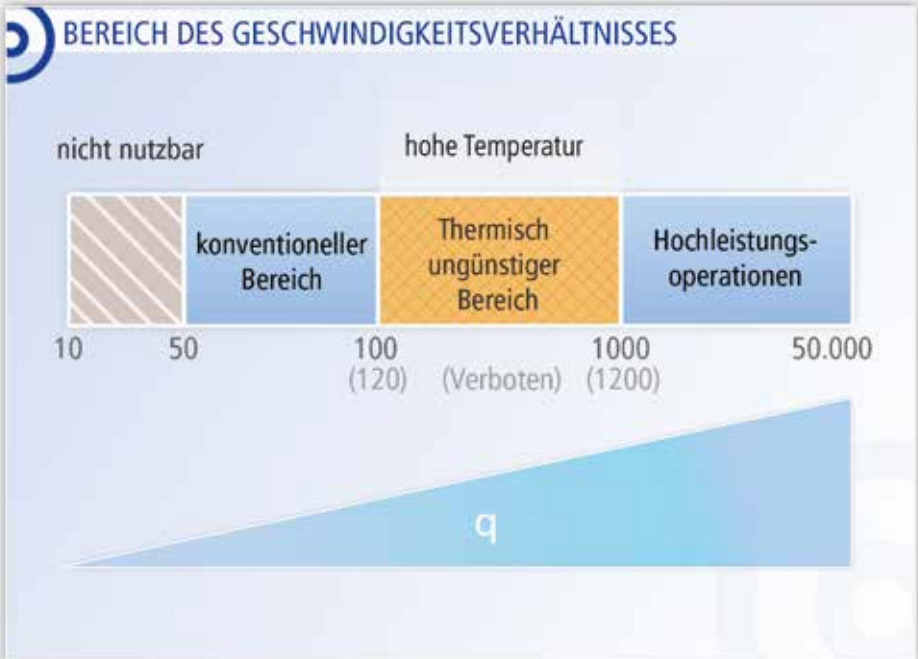 BEREICH DES GESCHWINDIGKEITSVERHÄLTNISSES
nicht nutzbar
hohe Temperatur
konventioneller
Bereich
Thermisch
ungünstiger
Bereich
Hochleistungs-
operationen
10 50 100 1000 50.000
(120) (Verboten) (1200)
q